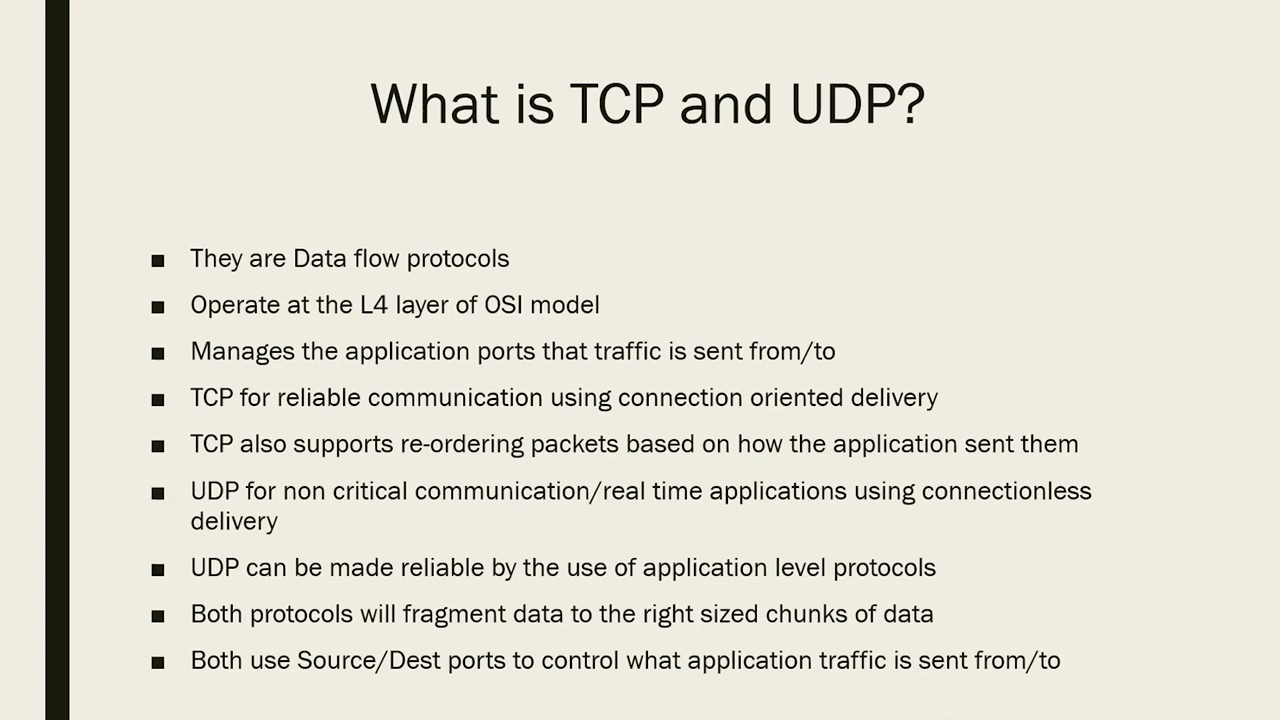 What is TCP and UDP?
■ They are Data flow protocols
■ Operate at the L4 layer of OSI model
■ Manages the application ports that traffic is sent from/to
■ TCP for reliable communication using connection oriented delivery
■ TCP also supports re-ordering packets based on how the application sent them
■ UDP for non critical communication/real time applications using connectionless
delivery
■ UDP can be made reliable by the use of application level protocols
■ Both protocols will fragment data to the right sized chunks of data
■ Both use Source/Dest ports to control what application traffic is sent from/to